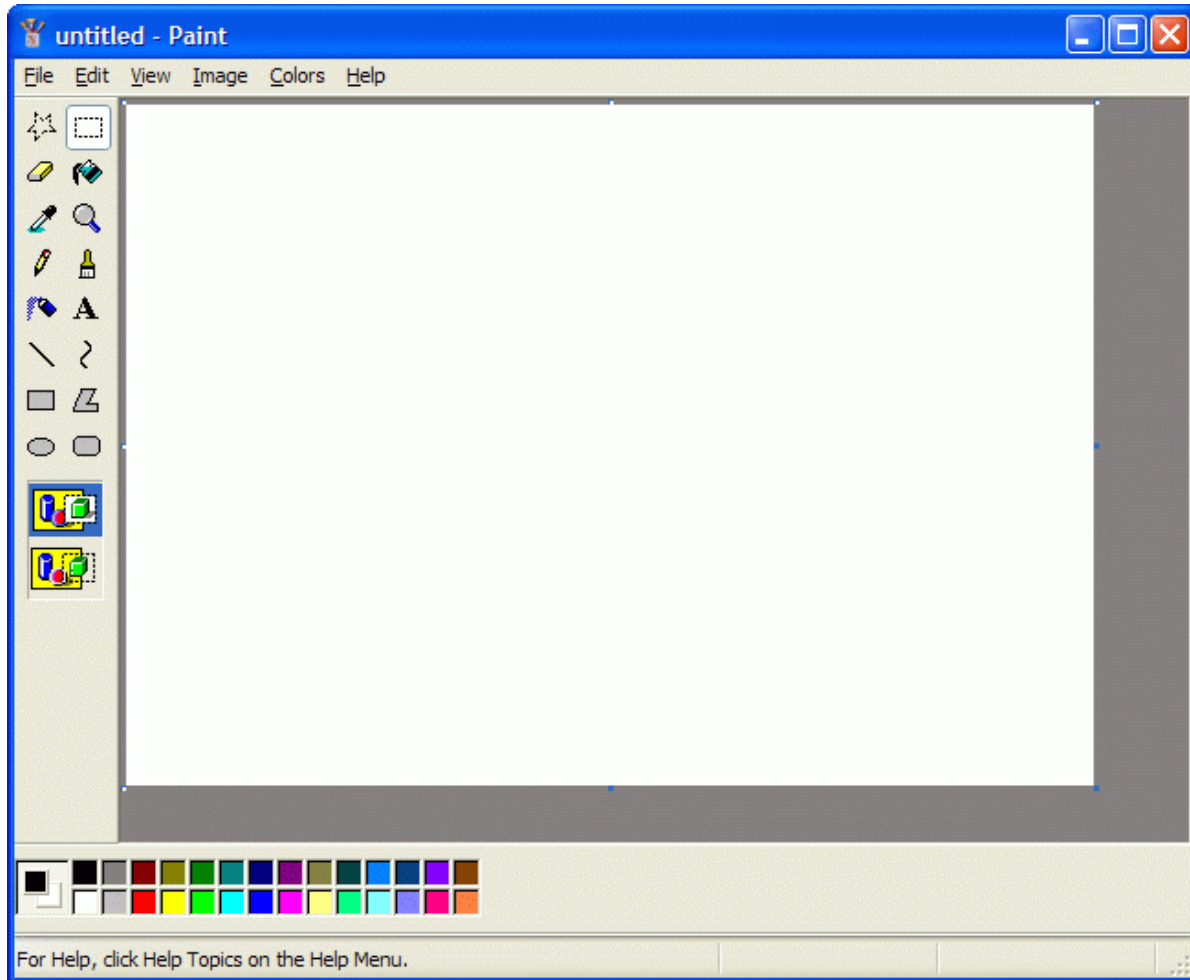 untitled - Paint
File Edit View Image Colors Help
A
For Help, click Help Topics on the Help Menu.